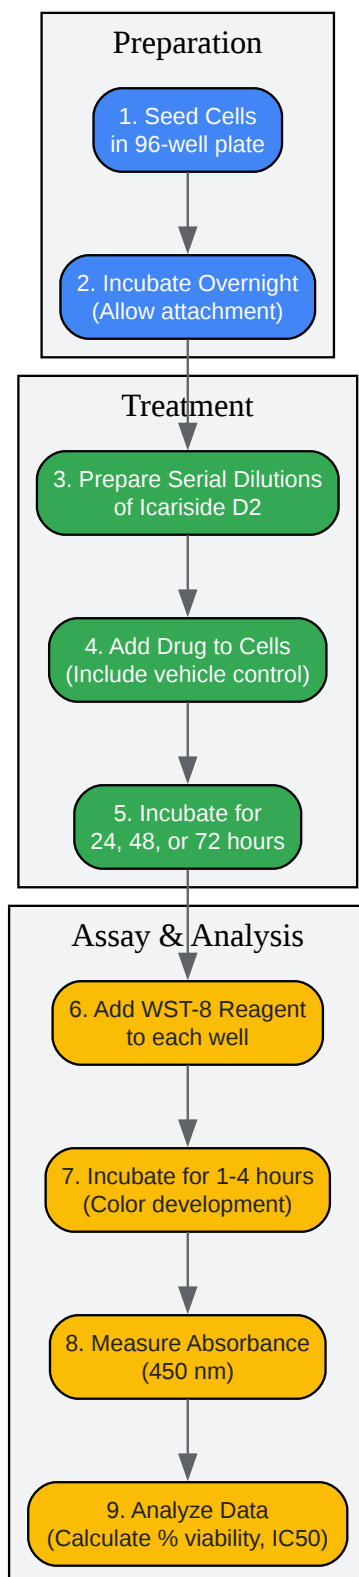 Preparation
1. Seed Cells
in 96-well plate
2. Incubate Overnight
(Allow attachment)
Treatment
3. Prepare Serial Dilutions
of Icariside D2
4. Add Drug to Cells
(Include vehicle control)
5. Incubate for
24, 48, or 72 hours
Assay & Analysis
6. Add WST-8 Reagent
to each well
7. Incubate for 1-4 hours
(Color development)
8. Measure Absorbance
(450 nm)
9. Analyze Data
(Calculate % viability, IC50)